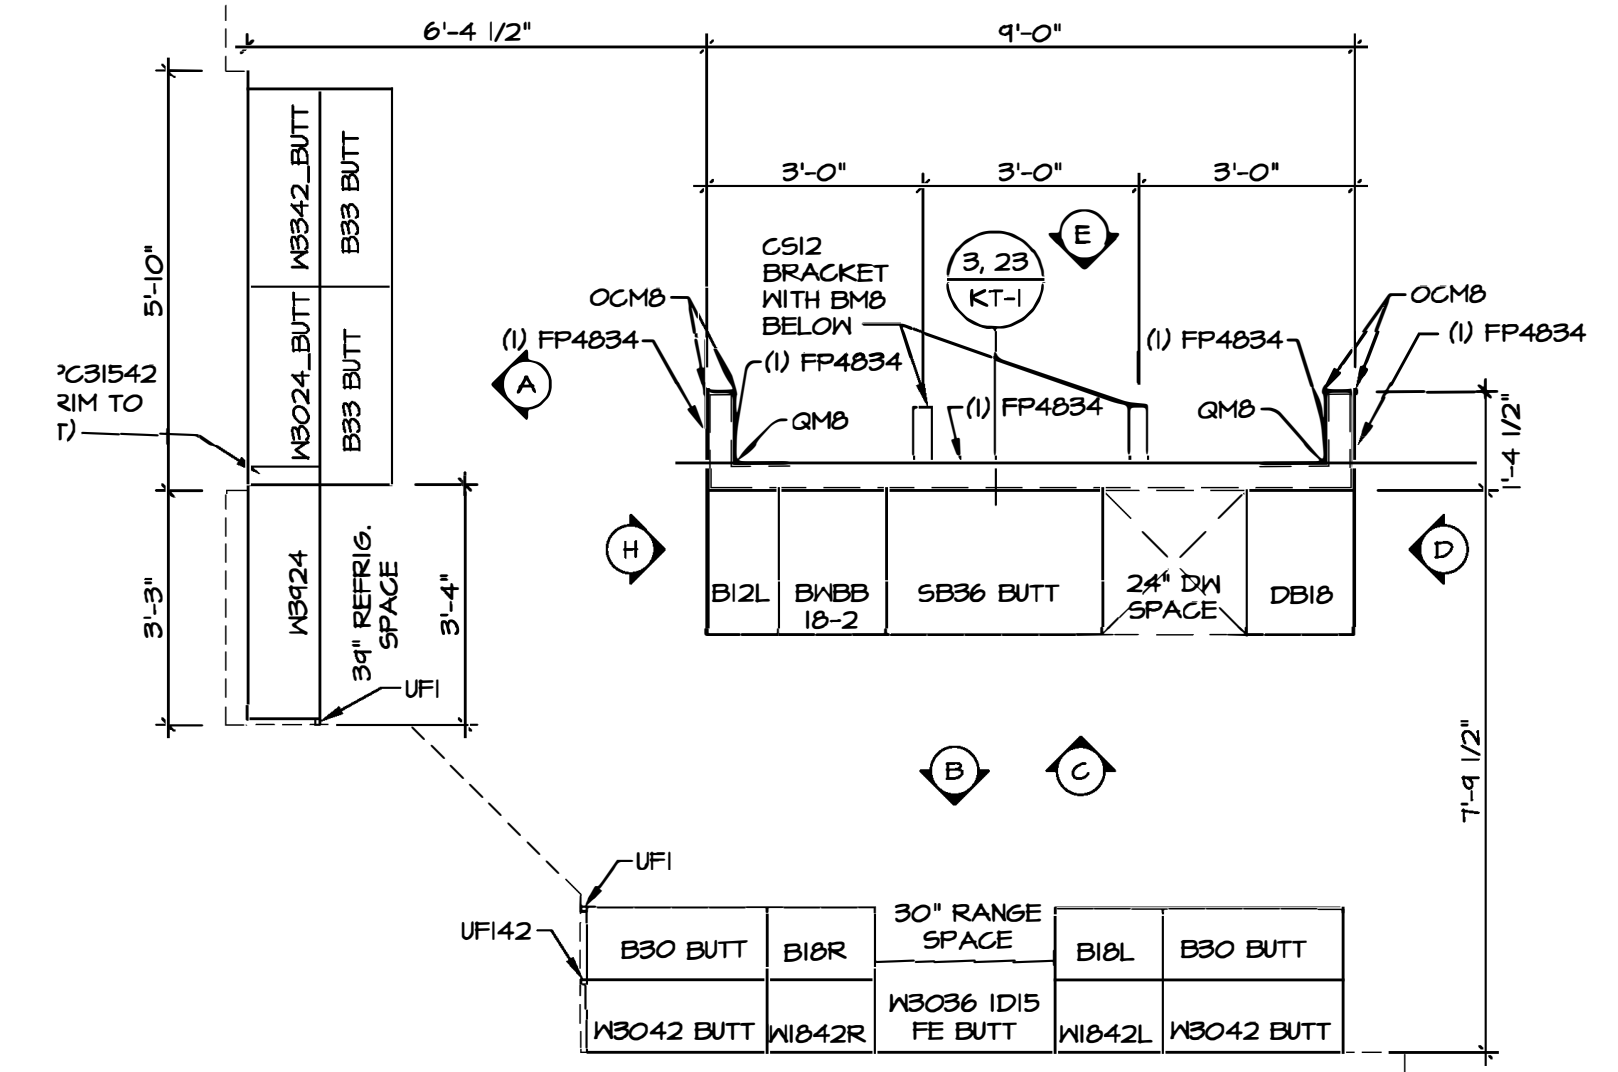 6'-4 1/2"
9'-0"
3'-0"
3'-0"
3'-0"
5'-10"
W3342_BUTT
B33 BUTT
W3024_BUTT
B33 BUTT
PC31542
RIM TO
T)
3'-3"
W3924
39" REFRIG.
SPACE
3'-4"
UF1
A
CS12
BRACKET
WITH BM8
BELOW
3, 23
KT-1
E
OCM8
(1) FP4834
(1) FP4834
QM8
(1) FP4834
OCM8
(1) FP4834
(1) FP4834
QM8
1'-4 1/2"
H
D
B12L
BWBB
18-2
SB36 BUTT
24" DW
SPACE
DB18
B
C
7'-9 1/2"
UF1
UF142
B30 BUTT
B18R
30" RANGE
SPACE
B18L
B30 BUTT
W3042 BUTT
W1842R
W3036 1D15
FE BUTT
W1842L
W3042 BUTT